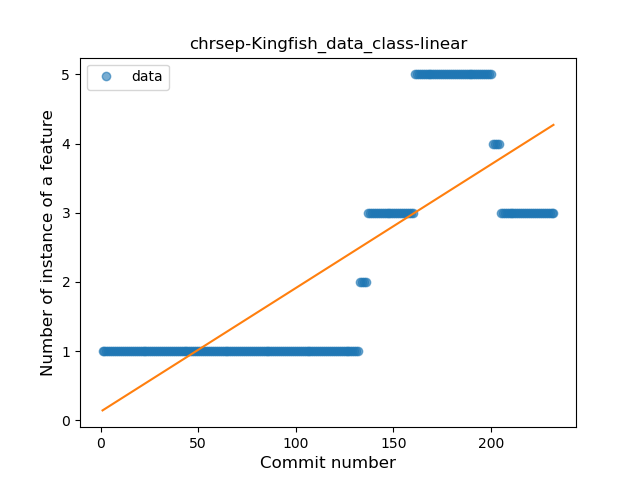 chrsep-Kingfish_data_class-linear
data
Number of instance of a feature
5
4
3
2
1
0
0 50 100 150 200
Commit number